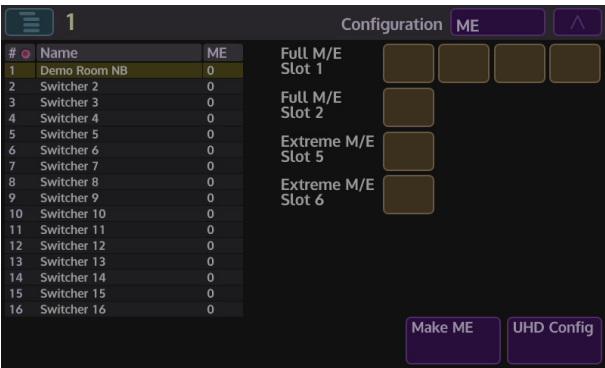 1
Configuration ME
# Name ME
1 Demo Room NB 0
2 Switcher 2 0
3 Switcher 3 0
4 Switcher 4 0
5 Switcher 5 0
6 Switcher 6 0
7 Switcher 7 0
8 Switcher 8 0
9 Switcher 9 0
10 Switcher 10 0
11 Switcher 11 0
12 Switcher 12 0
13 Switcher 13 0
14 Switcher 14 0
15 Switcher 15 0
16 Switcher 16 0
Full M/E
Slot 1
Full M/E
Slot 2
Extreme M/E
Slot 5
Extreme M/E
Slot 6
Make ME
UHD Config